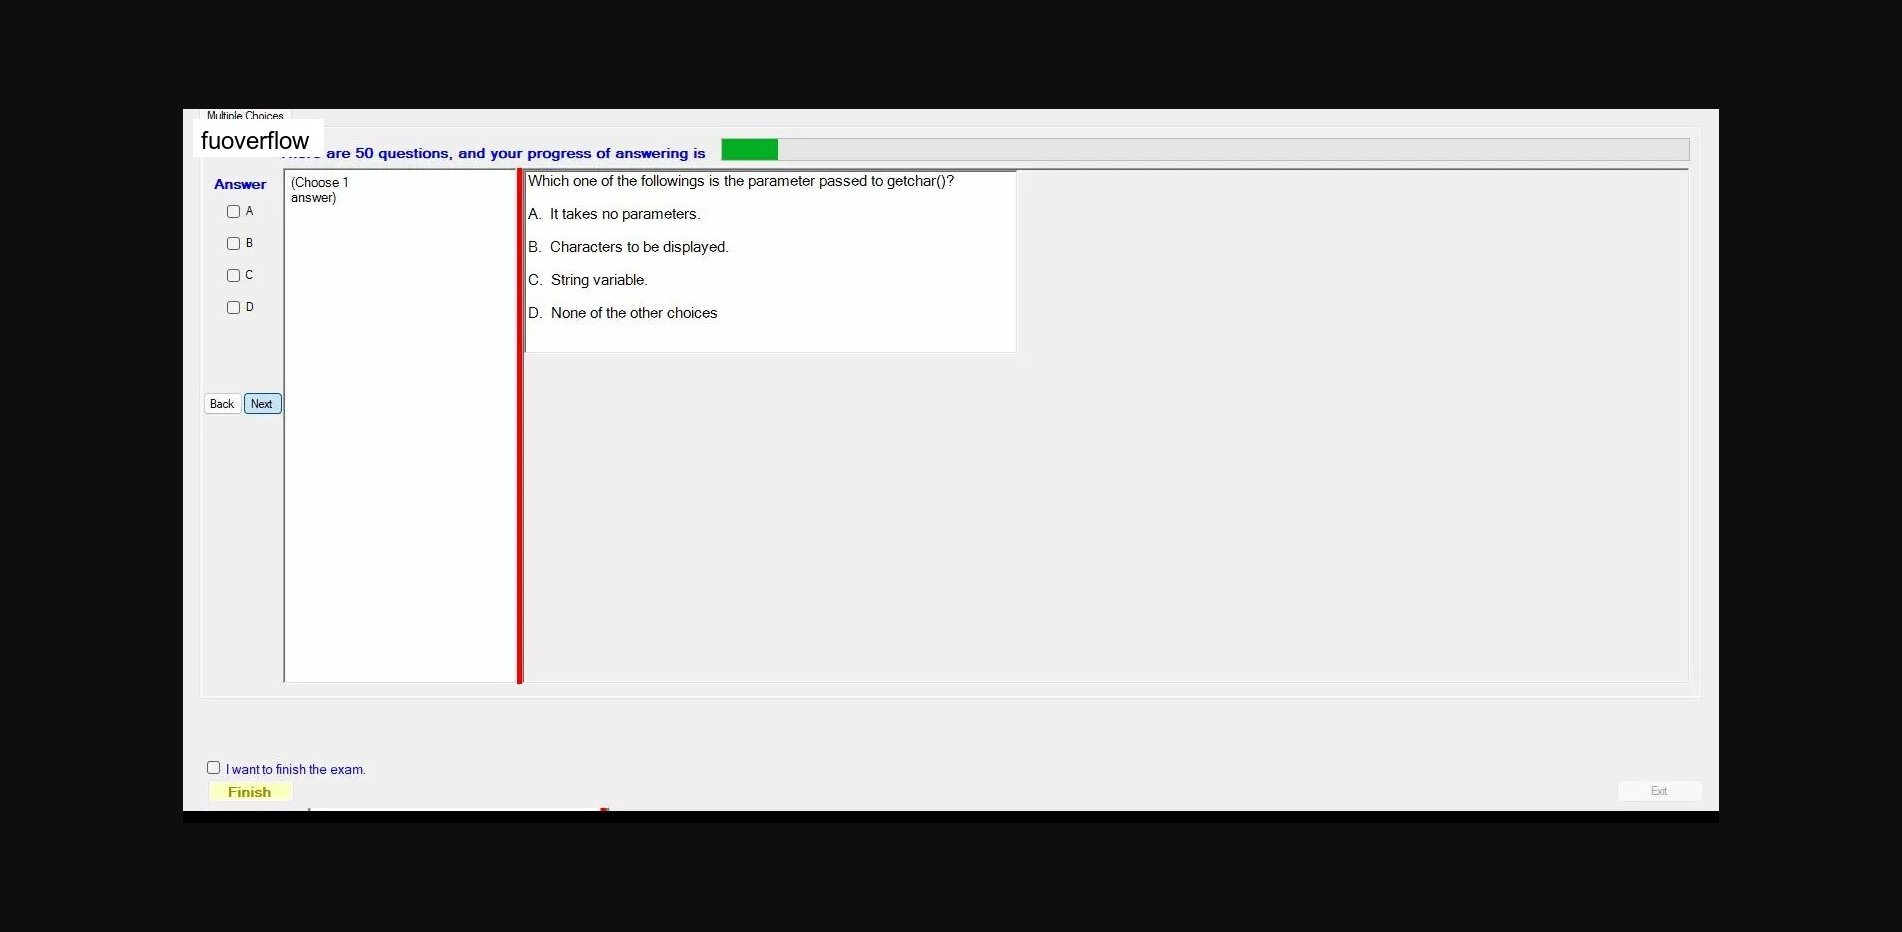 Multiple Choices
fuoverflow
are 50 questions, and your progress of answering is
Answer
(Choose 1
answer)
A
B
C
D
Which one of the followings is the parameter passed to getchar()?
A. It takes no parameters.
B. Characters to be displayed.
C. String variable.
D. None of the other choices
Back Next
I want to finish the exam.
Finish
Exit